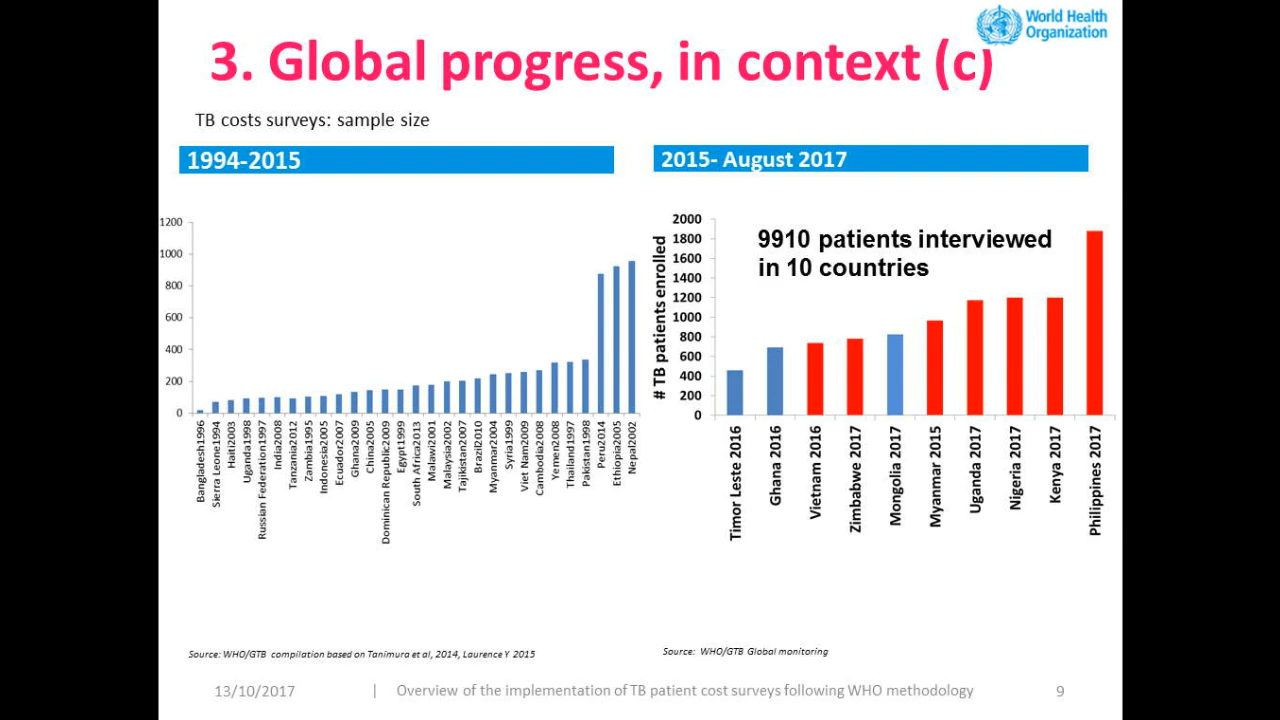 World Health
Organization
3. Global progress, in context (c)
TB costs surveys: sample size
1994-2015
1200
1000
800
600
400
200
0
Bangladesh1996
Sierra Leone1994
Haiti2003
Uganda1998
Russian Federation1997
India2008
Tanzania2012
Zambia1995
Indonesia2005
Ecuador2007
Ghana2009
China2005
Dominican Republic2009
Egypt1999
South Africa2013
Malawi2001
Malaysia2002
Tajikistan2007
Brazil2010
Myanmar2004
Syria1999
Viet Nam2009
Cambodia2008
Yemen2008
Thailand1997
Pakistan1998
Peru2014
Ethiopia2005
Nepal2002
2015- August 2017
# TB patients enrolled
2000
1800
1600
1400
1200
1000
800
600
400
200
0
9910 patients interviewed
in 10 countries
Timor Leste 2016
Ghana 2016
Vietnam 2016
Zimbabwe 2017
Mongolia 2017
Myanmar 2015
Uganda 2017
Nigeria 2017
Kenya 2017
Philippines 2017
Source: WHO/GTB compilation based on Tanimura et al, 2014, Laurence Y 2015
Source: WHO/GTB Global monitoring
13/10/2017 | Overview of the implementation of TB patient cost surveys following WHO methodology 9